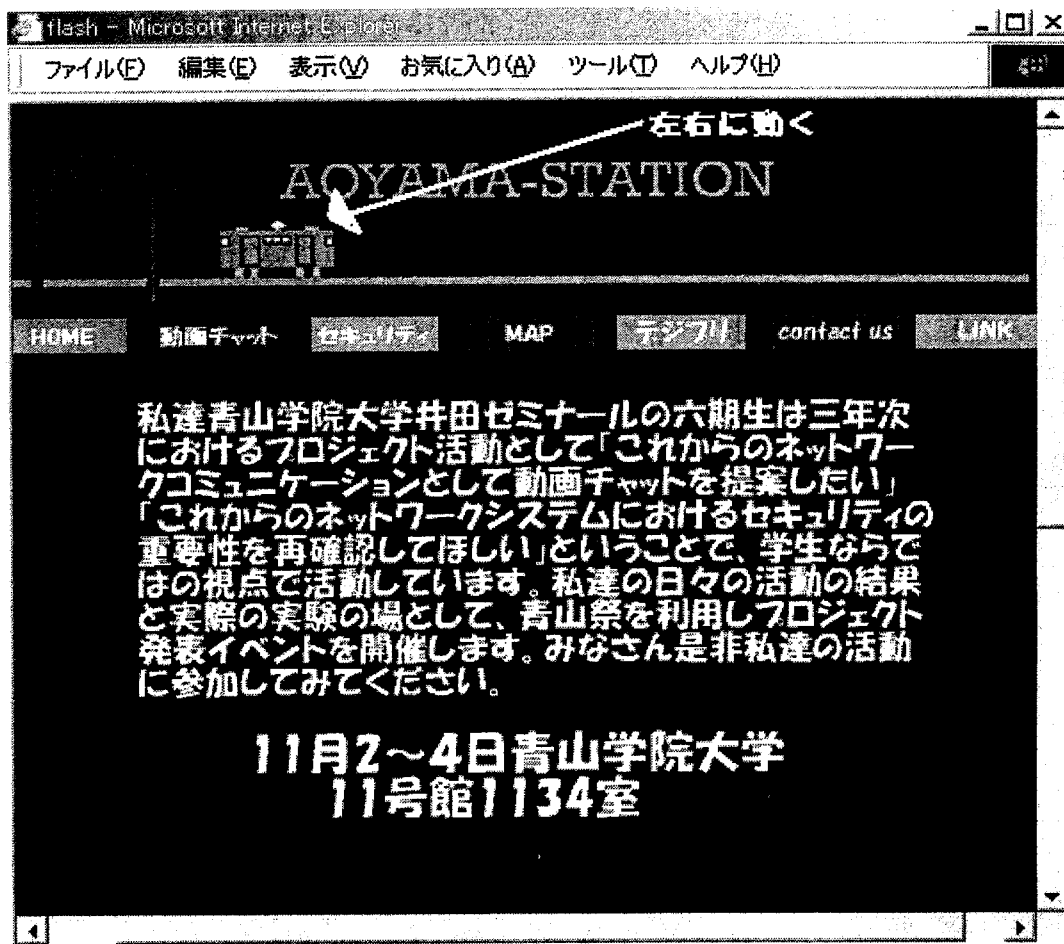 flash - Microsoft Internet Explorer
ファイル(F) 編集(E) 表示(V) お気に入り(A) ツール(T) ヘルプ(H)
左右に動く
AOYAMA-STATION
HOME 動画チャット セキュリティ MAP デジプリ contact us LINK
私達青山学院大学井田ゼミナールの六期生は三年次
におけるプロジェクト活動として「これからのネットワー
クコミュニケーションとして動画チャットを提案したい」
「これからのネットワークシステムにおけるセキュリティの
重要性を再確認してほしい」ということで、学生ならで
はの視点で活動しています。私達の日々の活動の結果
と実際の実験の場として、青山祭を利用しプロジェクト
発表イベントを開催します。みなさん是非私達の活動
に参加してみてください。
11月2～4日青山学院大学
11号館1134室